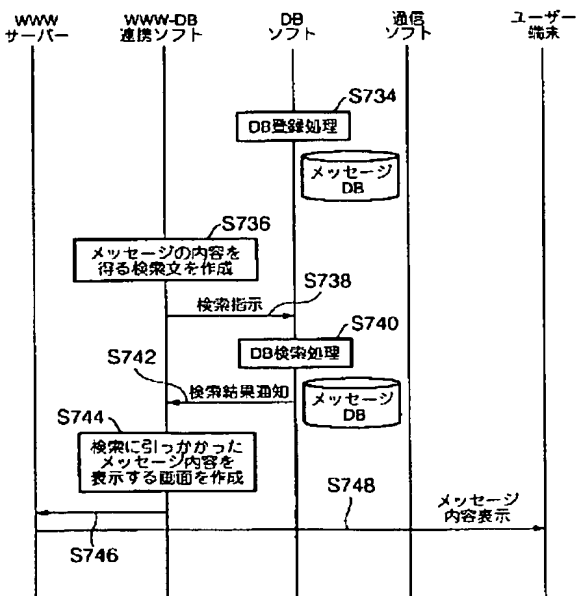 WWW
サーバー
WWW-DB
連携ソフト
DB
ソフト
通信
ソフト
ユーザー
端末
S734
DB登録処理
メッセージ
DB
S736
メッセージの内容を
得る検索文を作成
S738
検索指示
S740
DB検索処理
S742
検索結果通知
メッセージ
DB
S744
検索に引っかかった
メッセージ内容を
表示する画面を作成
S748
メッセージ
内容表示
S746